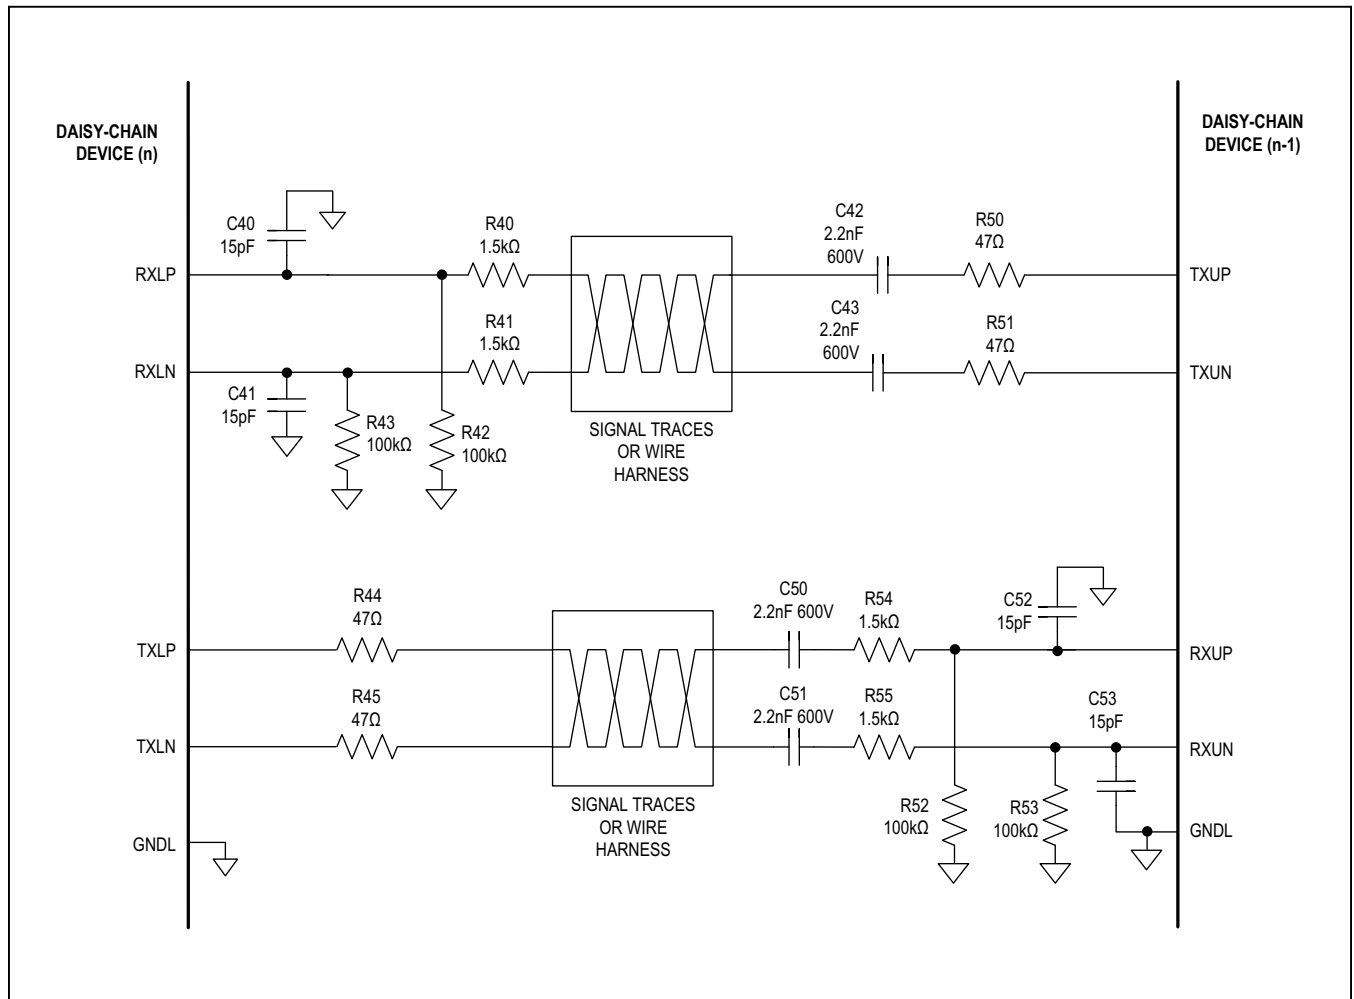 DAISY-CHAIN
DEVICE (n)
DAISY-CHAIN
DEVICE (n-1)
C40
15pF
R40
1.5kΩ
C42
2.2nF
600V
R50
47Ω
RXLP
TXUP
R41
1.5kΩ
C43
2.2nF
600V
R51
47Ω
RXLN
TXUN
C41
15pF
R43
100kΩ
R42
100kΩ
SIGNAL TRACES
OR WIRE
HARNESS
R44
47Ω
C50
2.2nF 600V
R54
1.5kΩ
C52
15pF
TXLP
RXUP
R45
47Ω
C51
2.2nF 600V
R55
1.5kΩ
C53
15pF
TXLN
RXUN
SIGNAL TRACES
OR WIRE
HARNESS
R52
100kΩ
R53
100kΩ
GNDL
GNDL